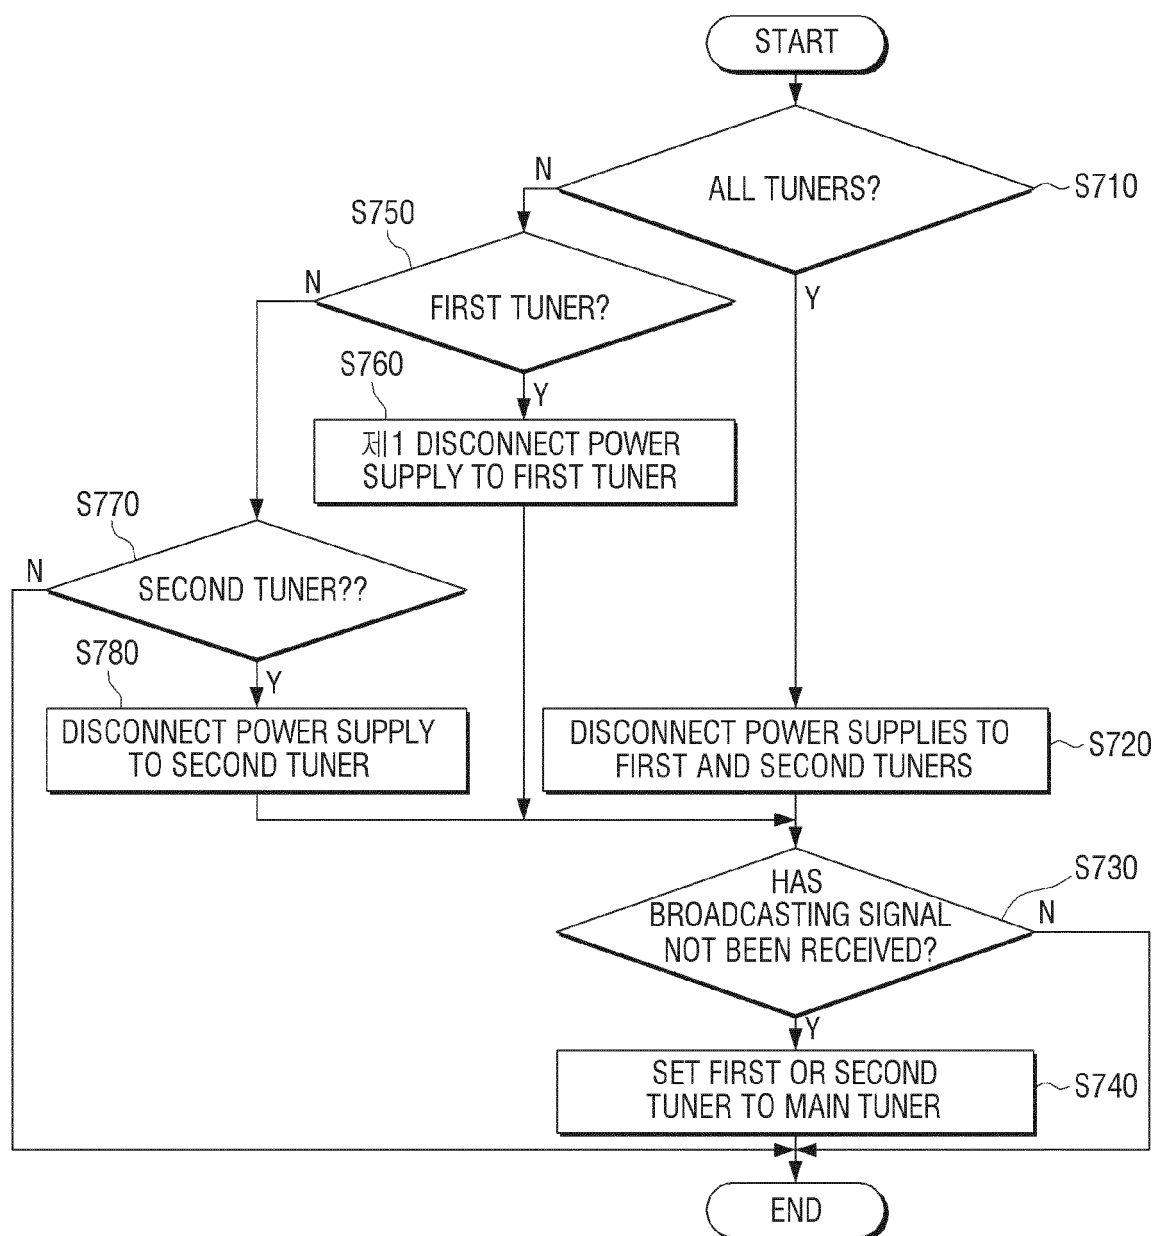 START
ALL TUNERS?
S710
N
Y
S750
FIRST TUNER?
N
Y
S760
제1 DISCONNECT POWER
SUPPLY TO FIRST TUNER
S770
SECOND TUNER??
N
Y
S780
DISCONNECT POWER SUPPLY
TO SECOND TUNER
DISCONNECT POWER SUPPLIES TO
FIRST AND SECOND TUNERS
S720
HAS
BROADCASTING SIGNAL
NOT BEEN RECEIVED?
S730
N
Y
SET FIRST OR SECOND
TUNER TO MAIN TUNER
S740
END